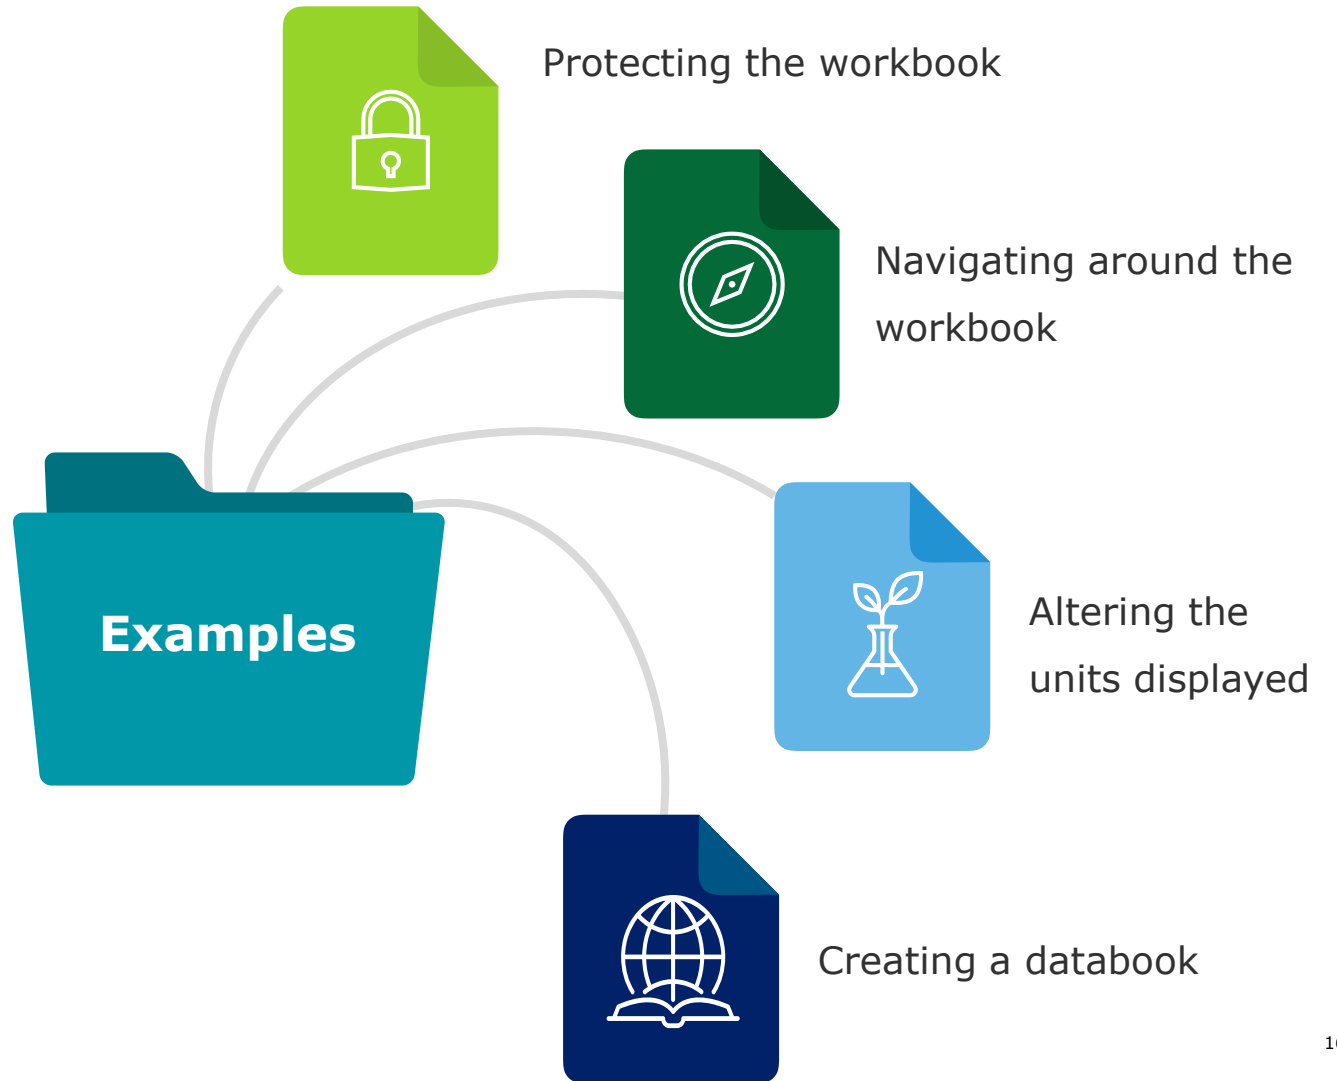 Protecting the workbook
Navigating around the
workbook
Examples
Altering the
units displayed
Creating a databook